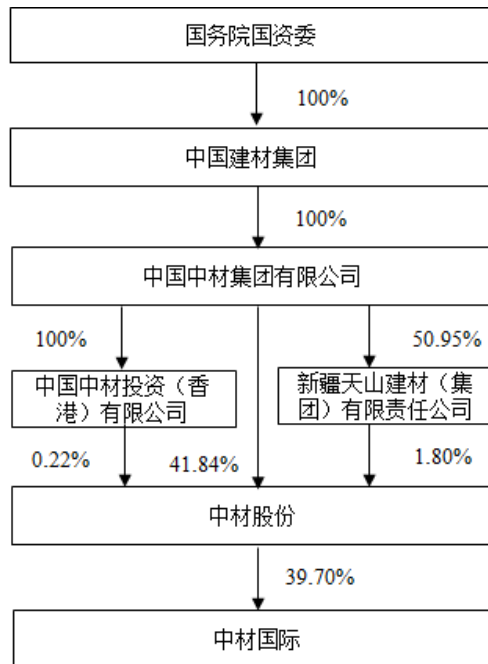 国务院国资委
100%
中国建材集团
100%
中国中材集团有限公司
100%
50.95%
中国中材投资（香
港）有限公司
新疆天山建材（集
团）有限责任公司
0.22%
41.84%
1.80%
中材股份
39.70%
中材国际